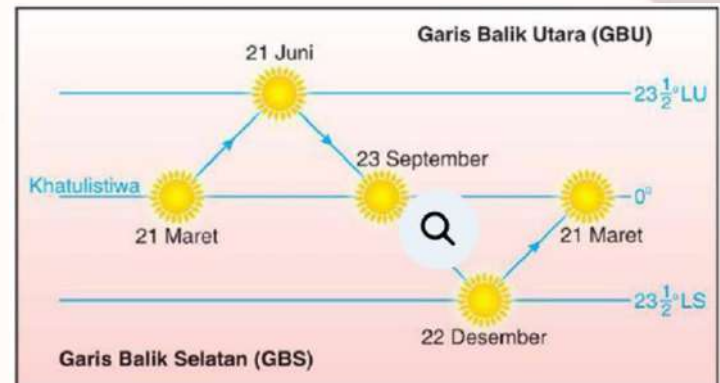 Garis Balik Utara (GBU)
21 Juni
23½°LU
23 September
Khatulistiwa
0°
21 Maret
21 Maret
23½°LS
22 Desember
Garis Balik Selatan (GBS)